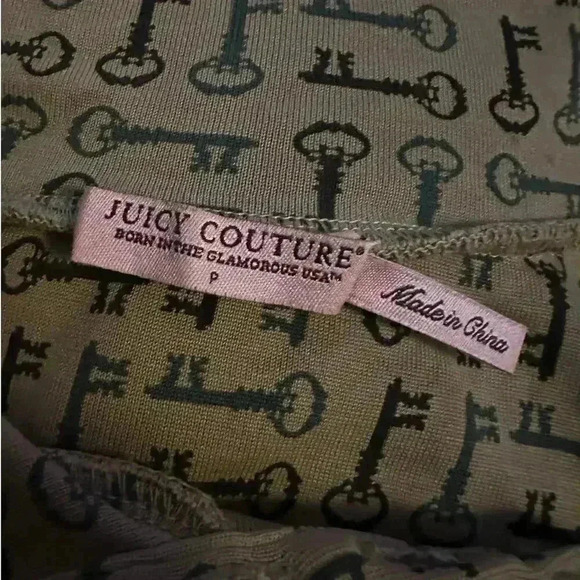 JUICY COUTURE®
BORN IN THE GLAMOROUS USA™
P
Made in China